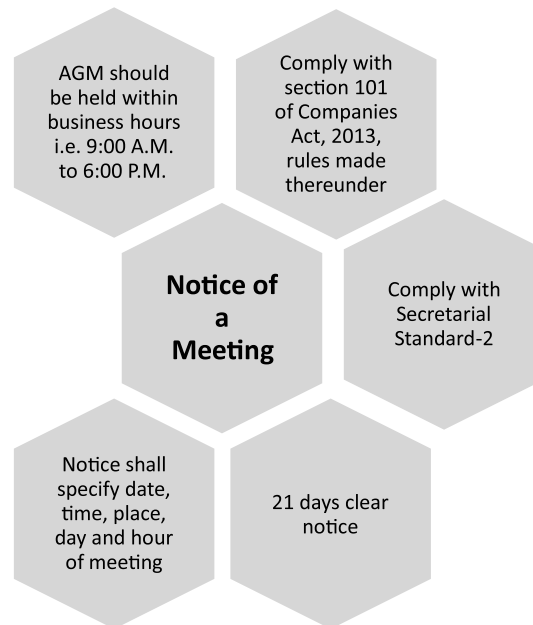 AGM should
be held within
business hours
i.e. 9:00 A.M.
to 6:00 P.M.
Comply with
section 101
of Companies
Act, 2013,
rules made
thereunder
Notice of
a
Meeting
Comply with
Secretarial
Standard-2
Notice shall
specify date,
time, place,
day and hour
of meeting
21 days clear
notice